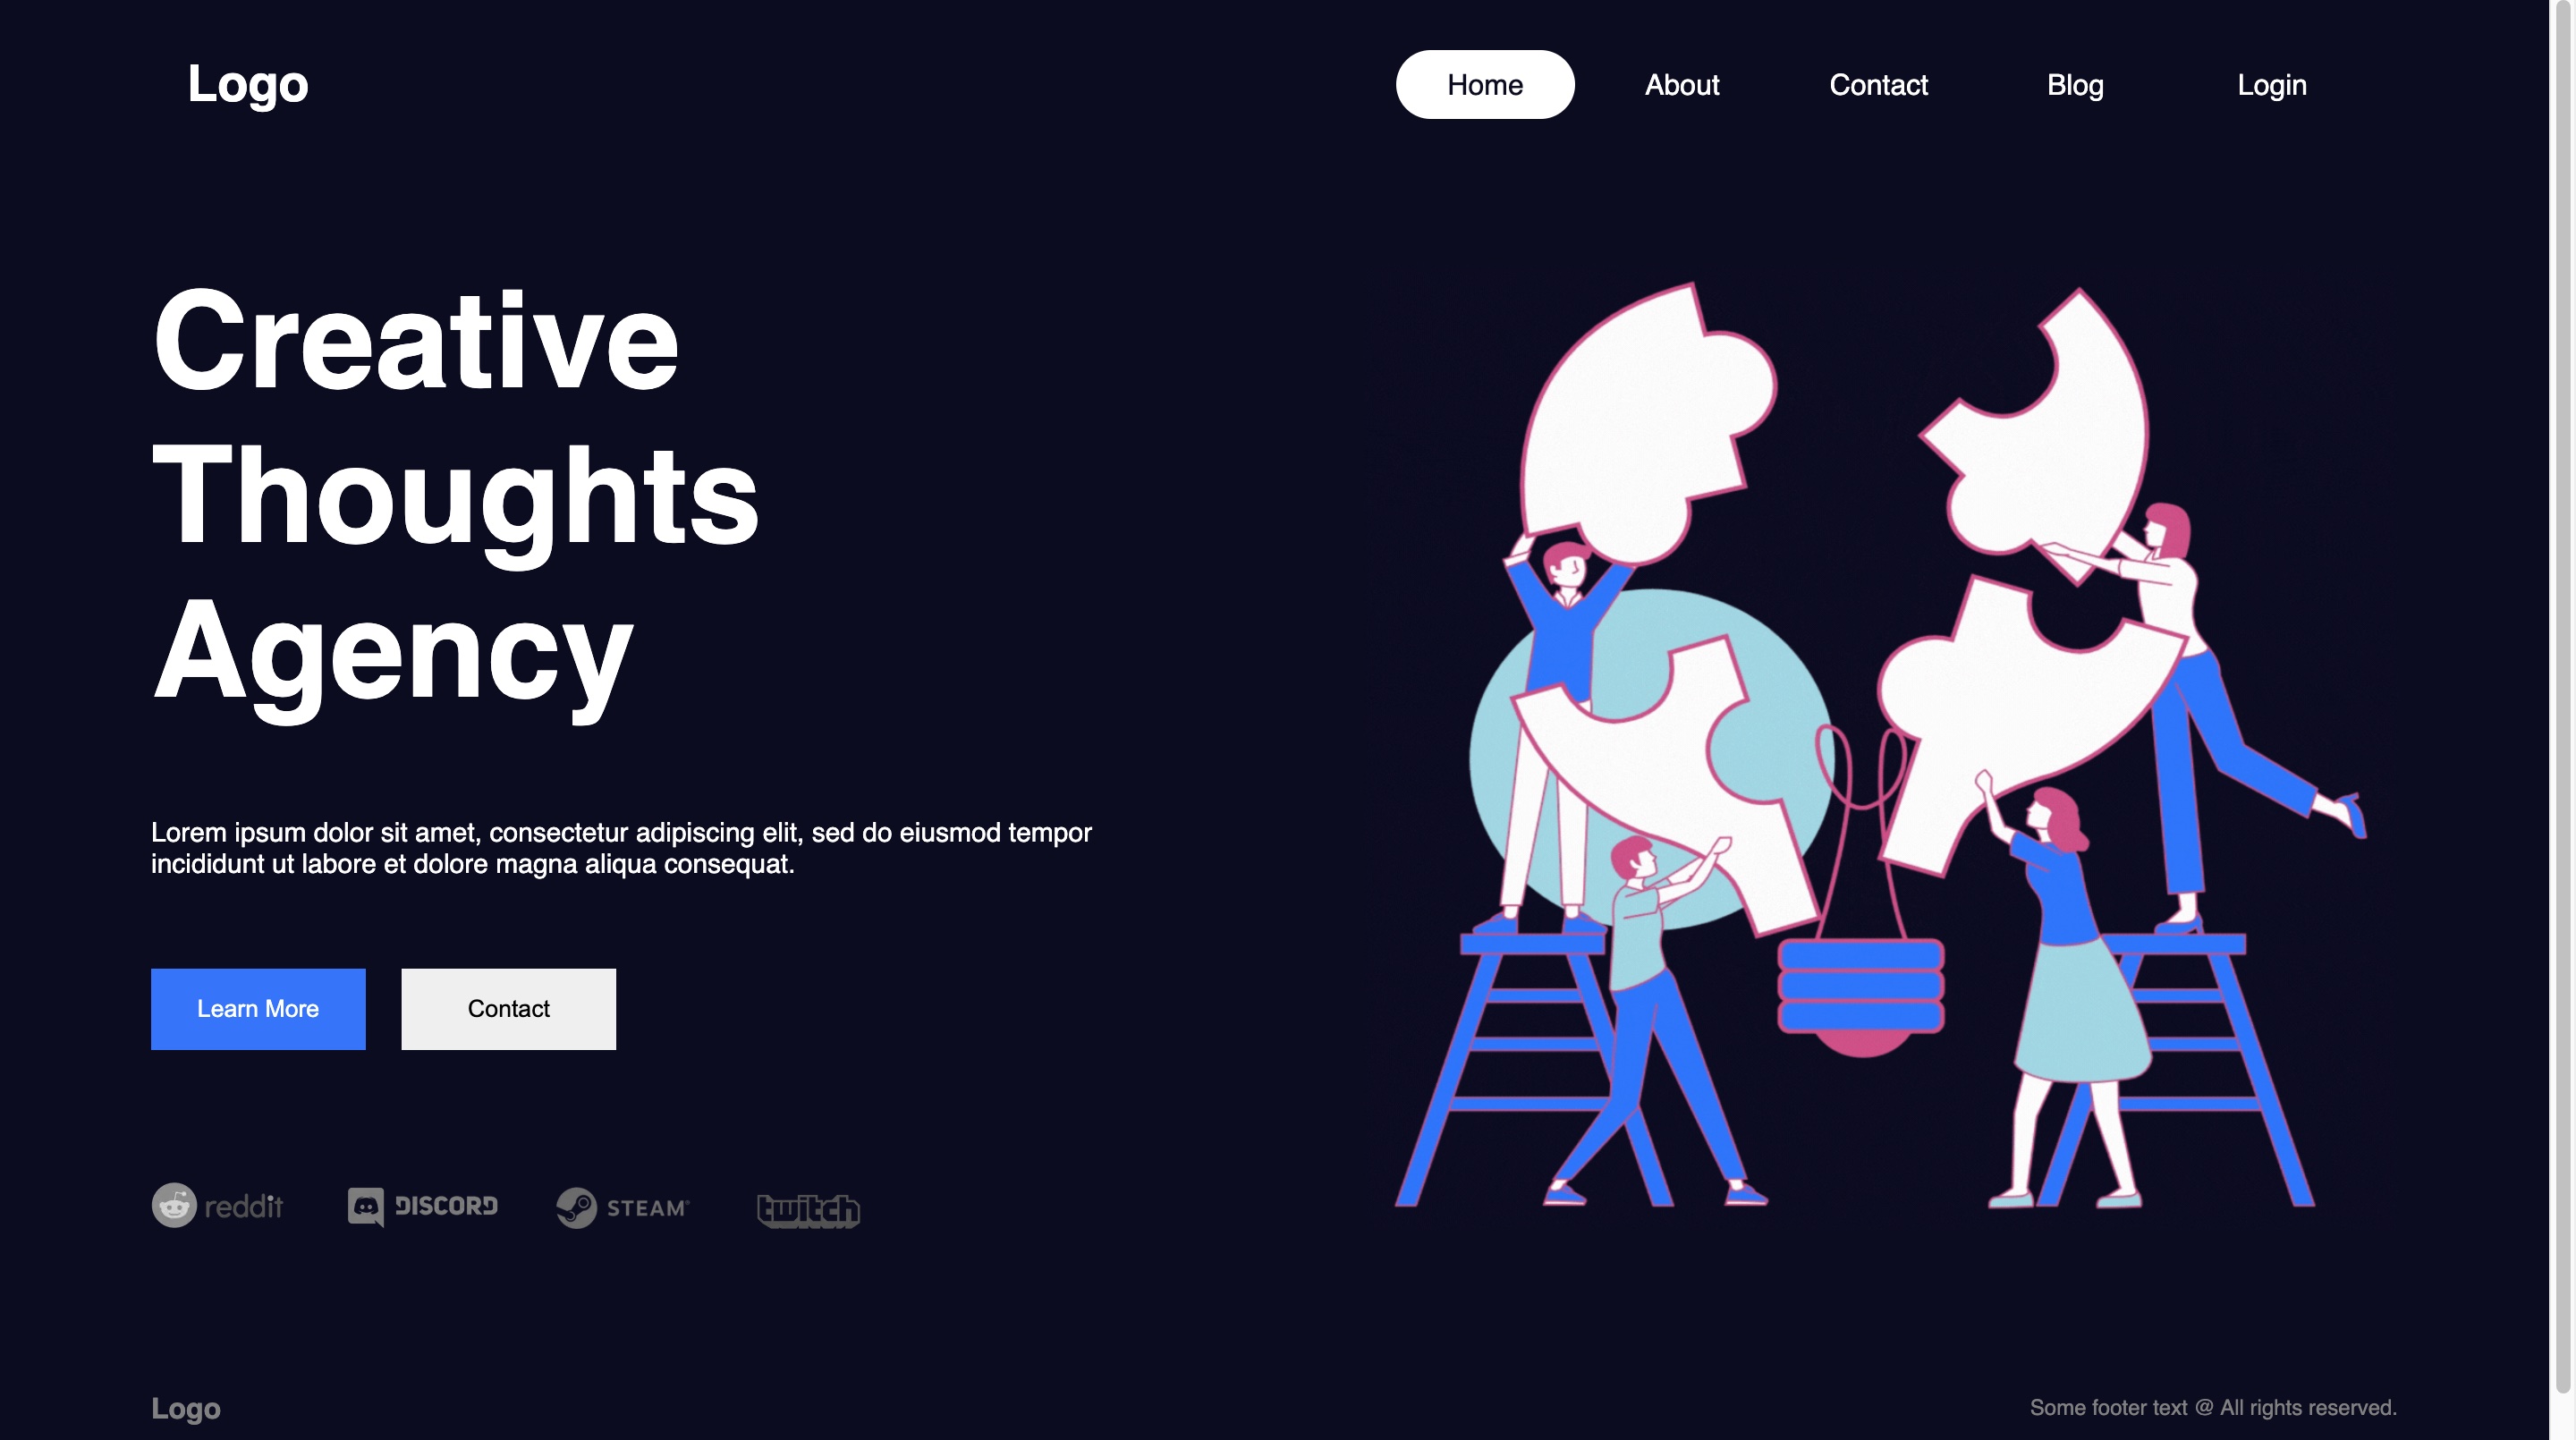 Logo
Home
About
Contact
Blog
Login
Creative
Thoughts
Agency
Lorem ipsum dolor sit amet, consectetur adipiscing elit, sed do eiusmod tempor
incididunt ut labore et dolore magna aliqua consequat.
Learn More
Contact
reddit
DISCORD
STEAM®
twitch
Logo
Some footer text @ All rights reserved.